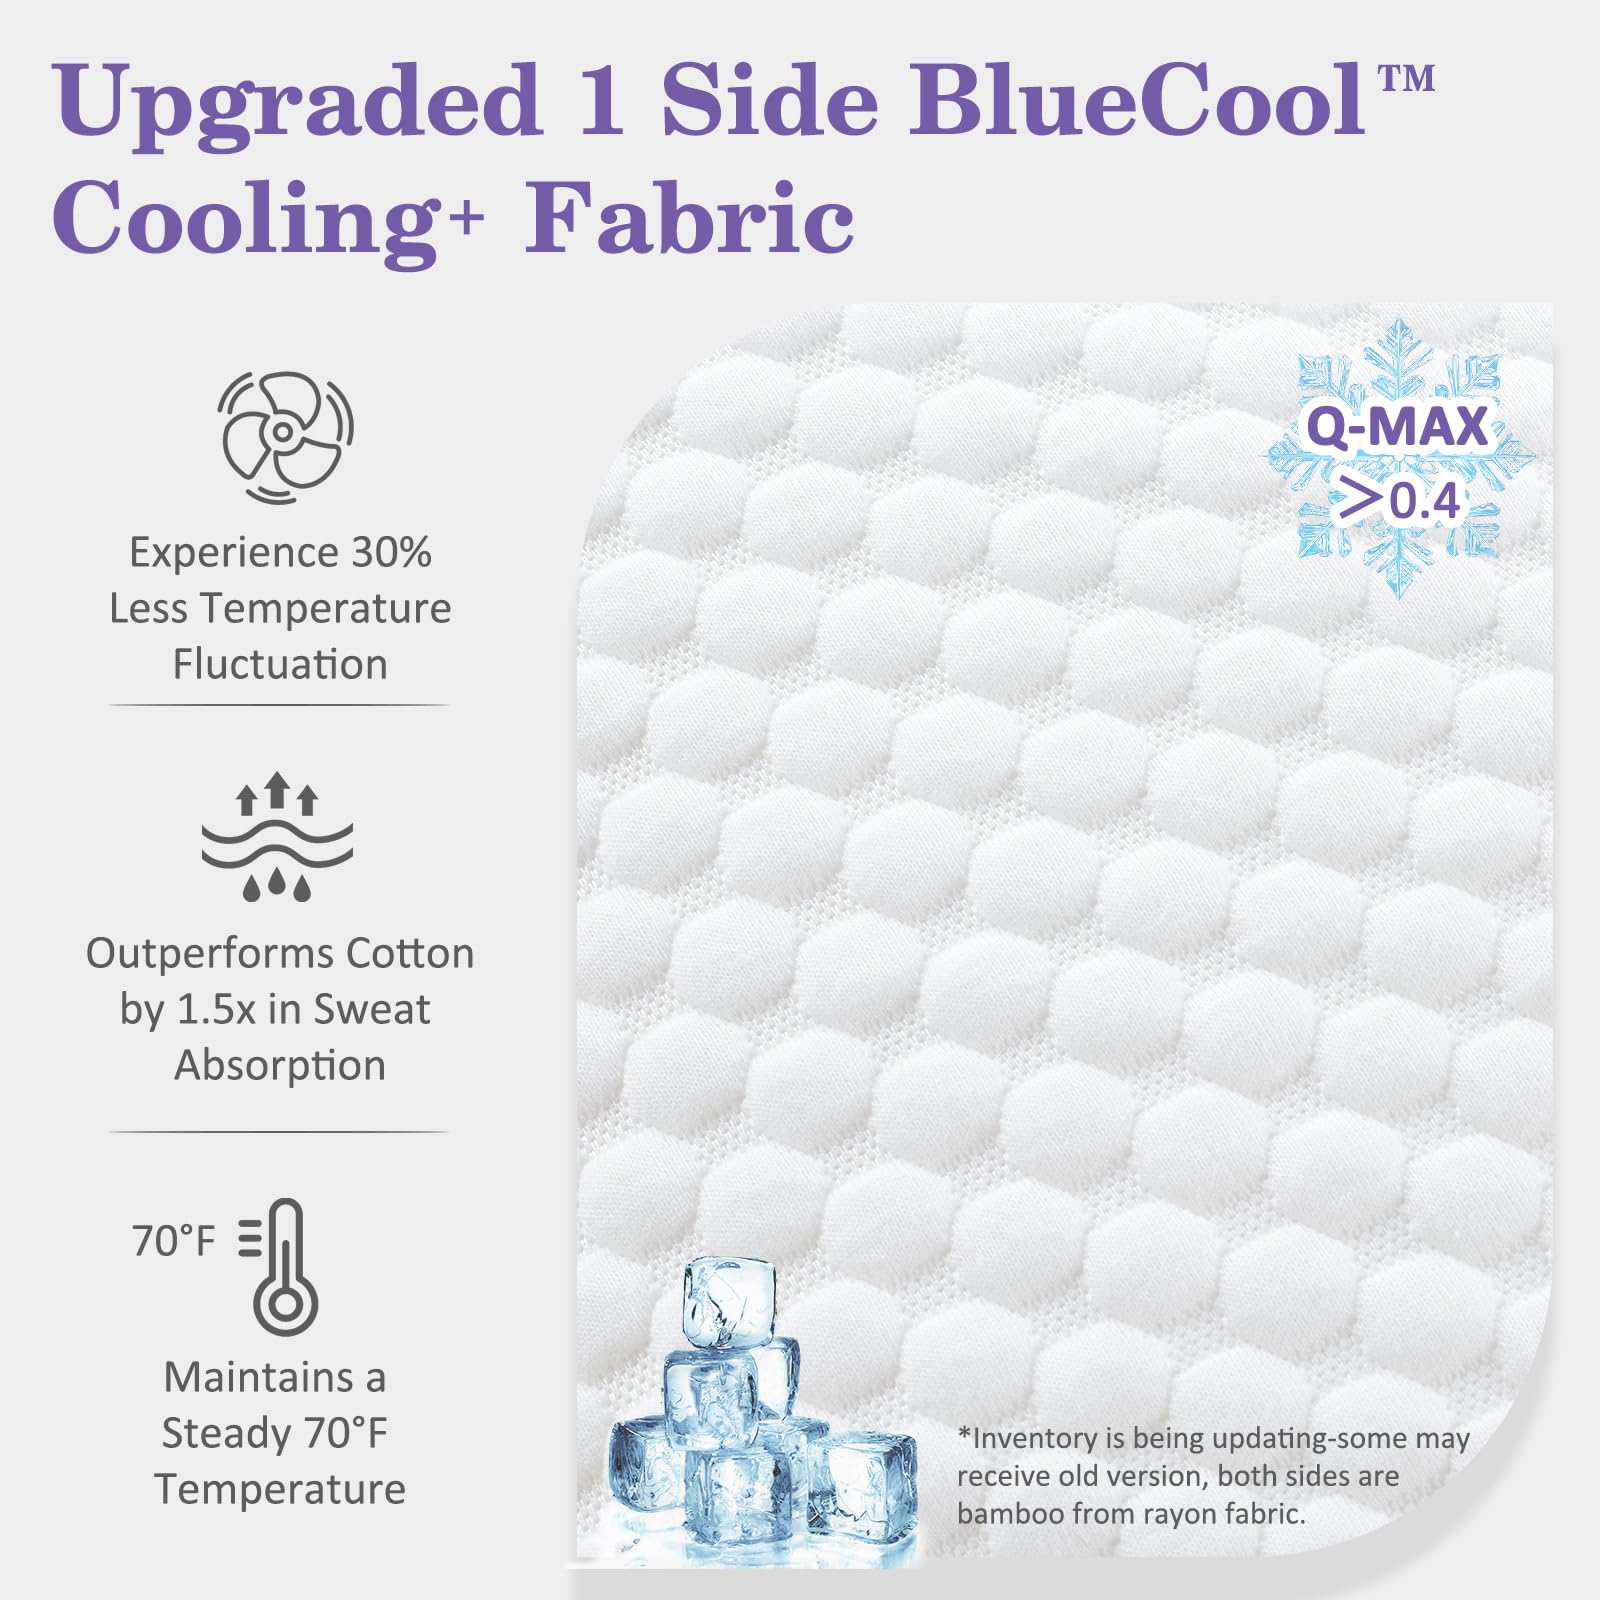 Upgraded 1 Side BlueCool™
Cooling+ Fabric
Q-MAX
>0.4
Experience 30%
Less Temperature
Fluctuation
Outperforms Cotton
by 1.5x in Sweat
Absorption
70°F
Maintains a
Steady 70°F
Temperature
*Inventory is being updating-some may
receive old version, both sides are
bamboo from rayon fabric.